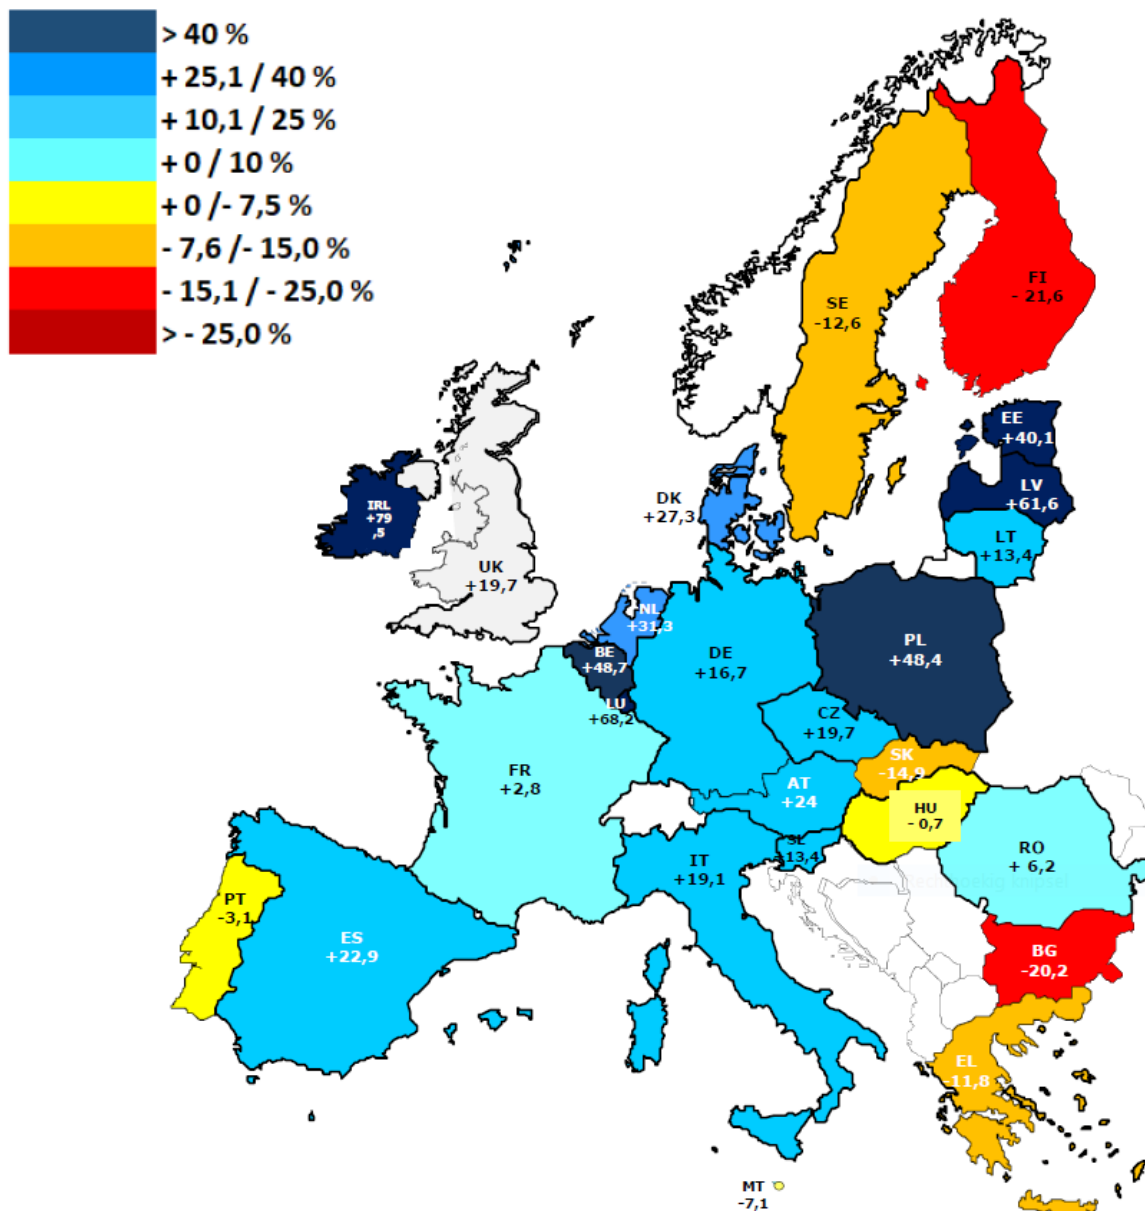 > 40 %
+ 25,1 / 40 %
+ 10,1 / 25 %
+ 0 / 10 %
+ 0 /- 7,5 %
- 7,6 /- 15,0 %
- 15,1 / - 25,0 %
> - 25,0 %
FI
- 21,6
SE
-12,6
EE
+40,1
LV
+61,6
LT
+13,4
DK
+27,3
IRL
+79
,5
UK
+19,7
NL
+31,3
BE
+48,7
LU
+68,2
DE
+16,7
PL
+48,4
CZ
+19,7
SK
-14,9
AT
+24
HU
- 0,7
FR
+2,8
SL
+13,4
IT
+19,1
RO
+ 6,2
knipsel
PT
-3,1
ES
+22,9
BG
-20,2
EL
-11,8
MT
-7,1